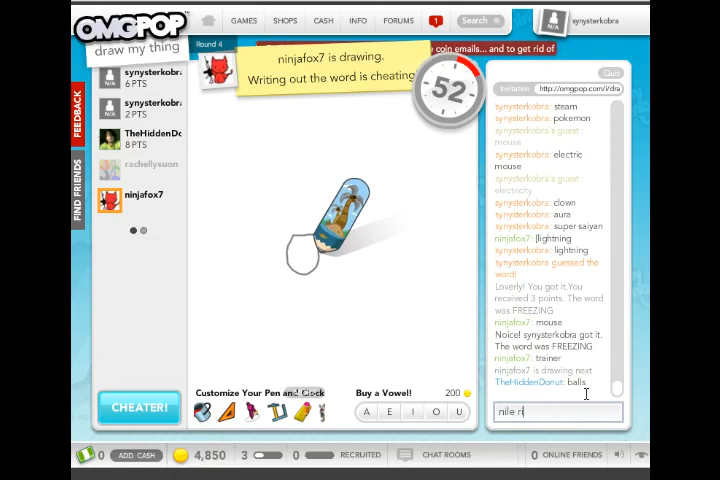 OMGPOP
GAMES SHOPS CASH INFO FORUMS 1 Search N/A synysterkobra
draw my thing
Round 4
coin emails... and to get rid of
ninjafox7 is drawing.
Writing out the word is cheating
52
Quit
Invitation http://omgpop.com/i/dra
FEEDBACK
FIND FRIENDS
N/A synysterkobra
6 PTS
N/A synysterkobra
2 PTS
TheHiddenDo
8 PTS
rachellysuon
ninjafox7
synysterkobra: steam
synysterkobra: pokemon
synysterkobra's guest :
mouse
synysterkobra: electric
mouse
synysterkobra's guest :
electricity
synysterkobra: clown
synysterkobra: aura
synysterkobra: super saiyan
ninjafox7: [lightning
synysterkobra: lightning
synysterkobra guessed the
word!
Loverly! You got it.You
received 3 points. The word
was FREEZING
ninjafox7: mouse
Noice! synysterkobra got it.
The word was FREEZING
ninjafox7: trainer
ninjafox7 is drawing next
TheHiddenDonut: balls
nile ri
CHEATER!
Customize Your Pen and Clock
Buy a Vowel! 200
A E I O U
0 ADD CASH 4,850 3 0 RECRUITED CHAT ROOMS 0 ONLINE FRIENDS